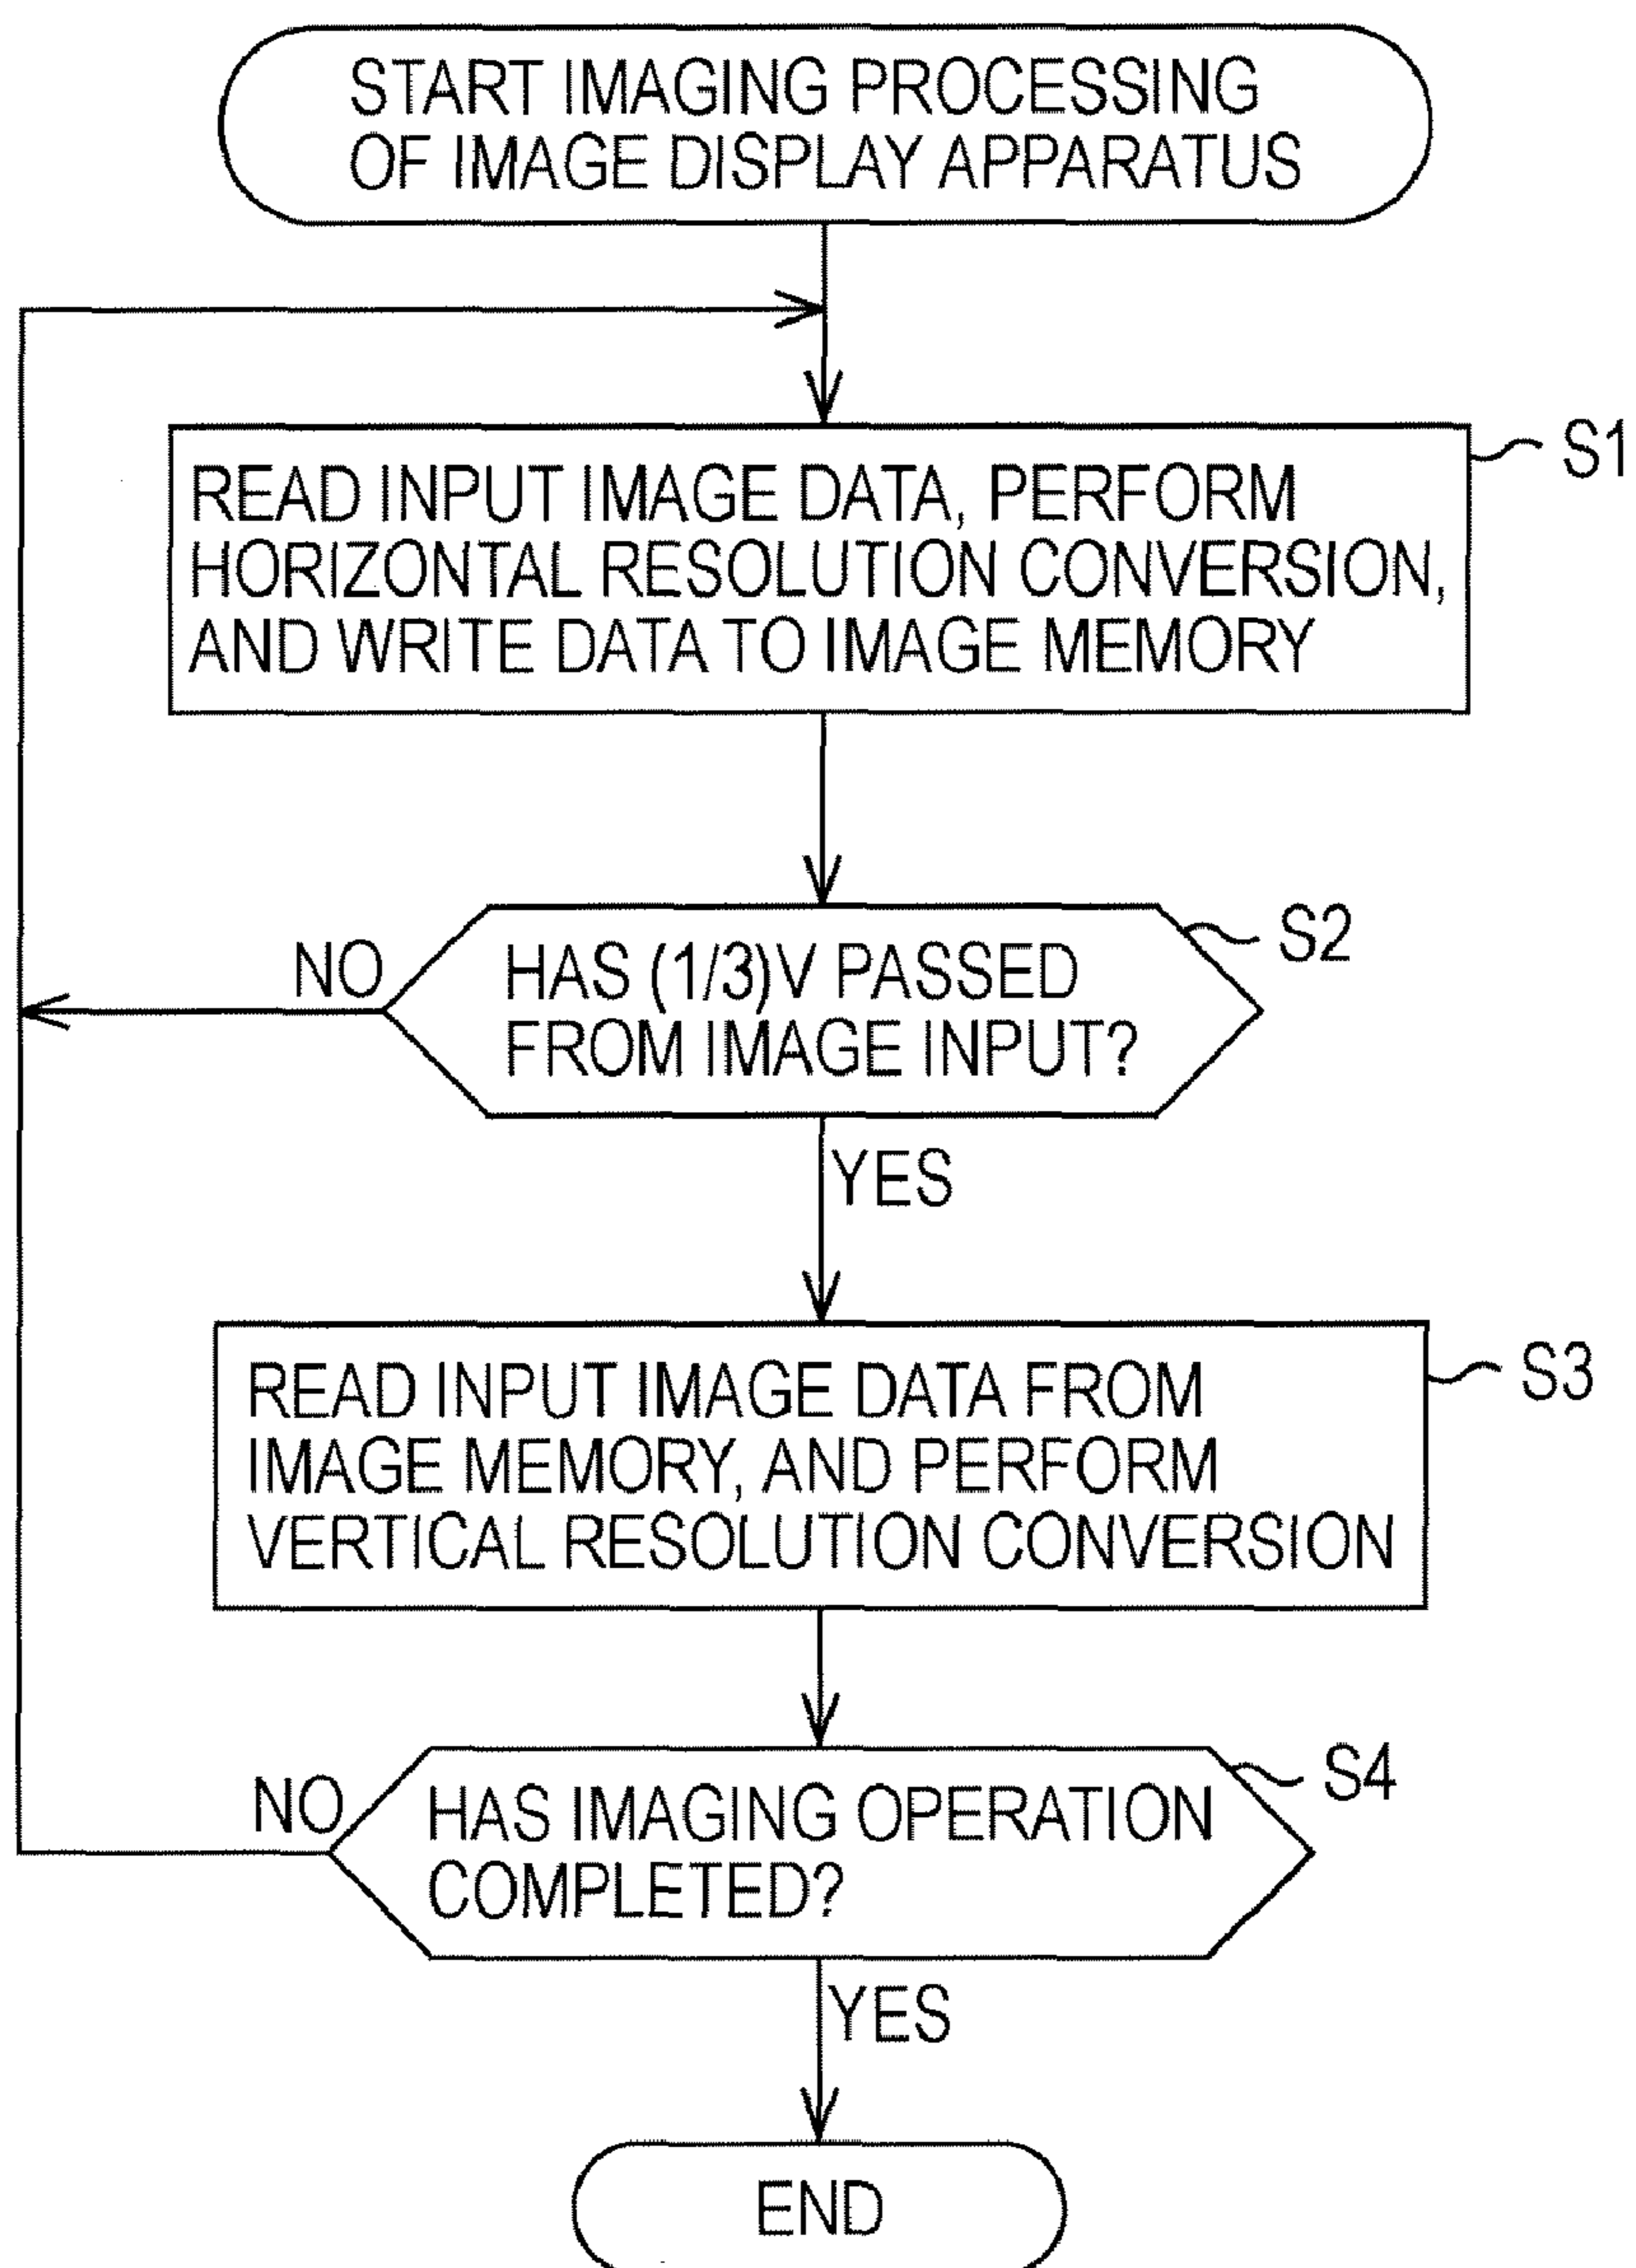 START IMAGING PROCESSING
OF IMAGE DISPLAY APPARATUS
READ INPUT IMAGE DATA, PERFORM
HORIZONTAL RESOLUTION CONVERSION,
AND WRITE DATA TO IMAGE MEMORY
S1
HAS (1/3)V PASSED
FROM IMAGE INPUT?
S2
NO
YES
READ INPUT IMAGE DATA FROM
IMAGE MEMORY, AND PERFORM
VERTICAL RESOLUTION CONVERSION
S3
HAS IMAGING OPERATION
COMPLETED?
S4
NO
YES
END